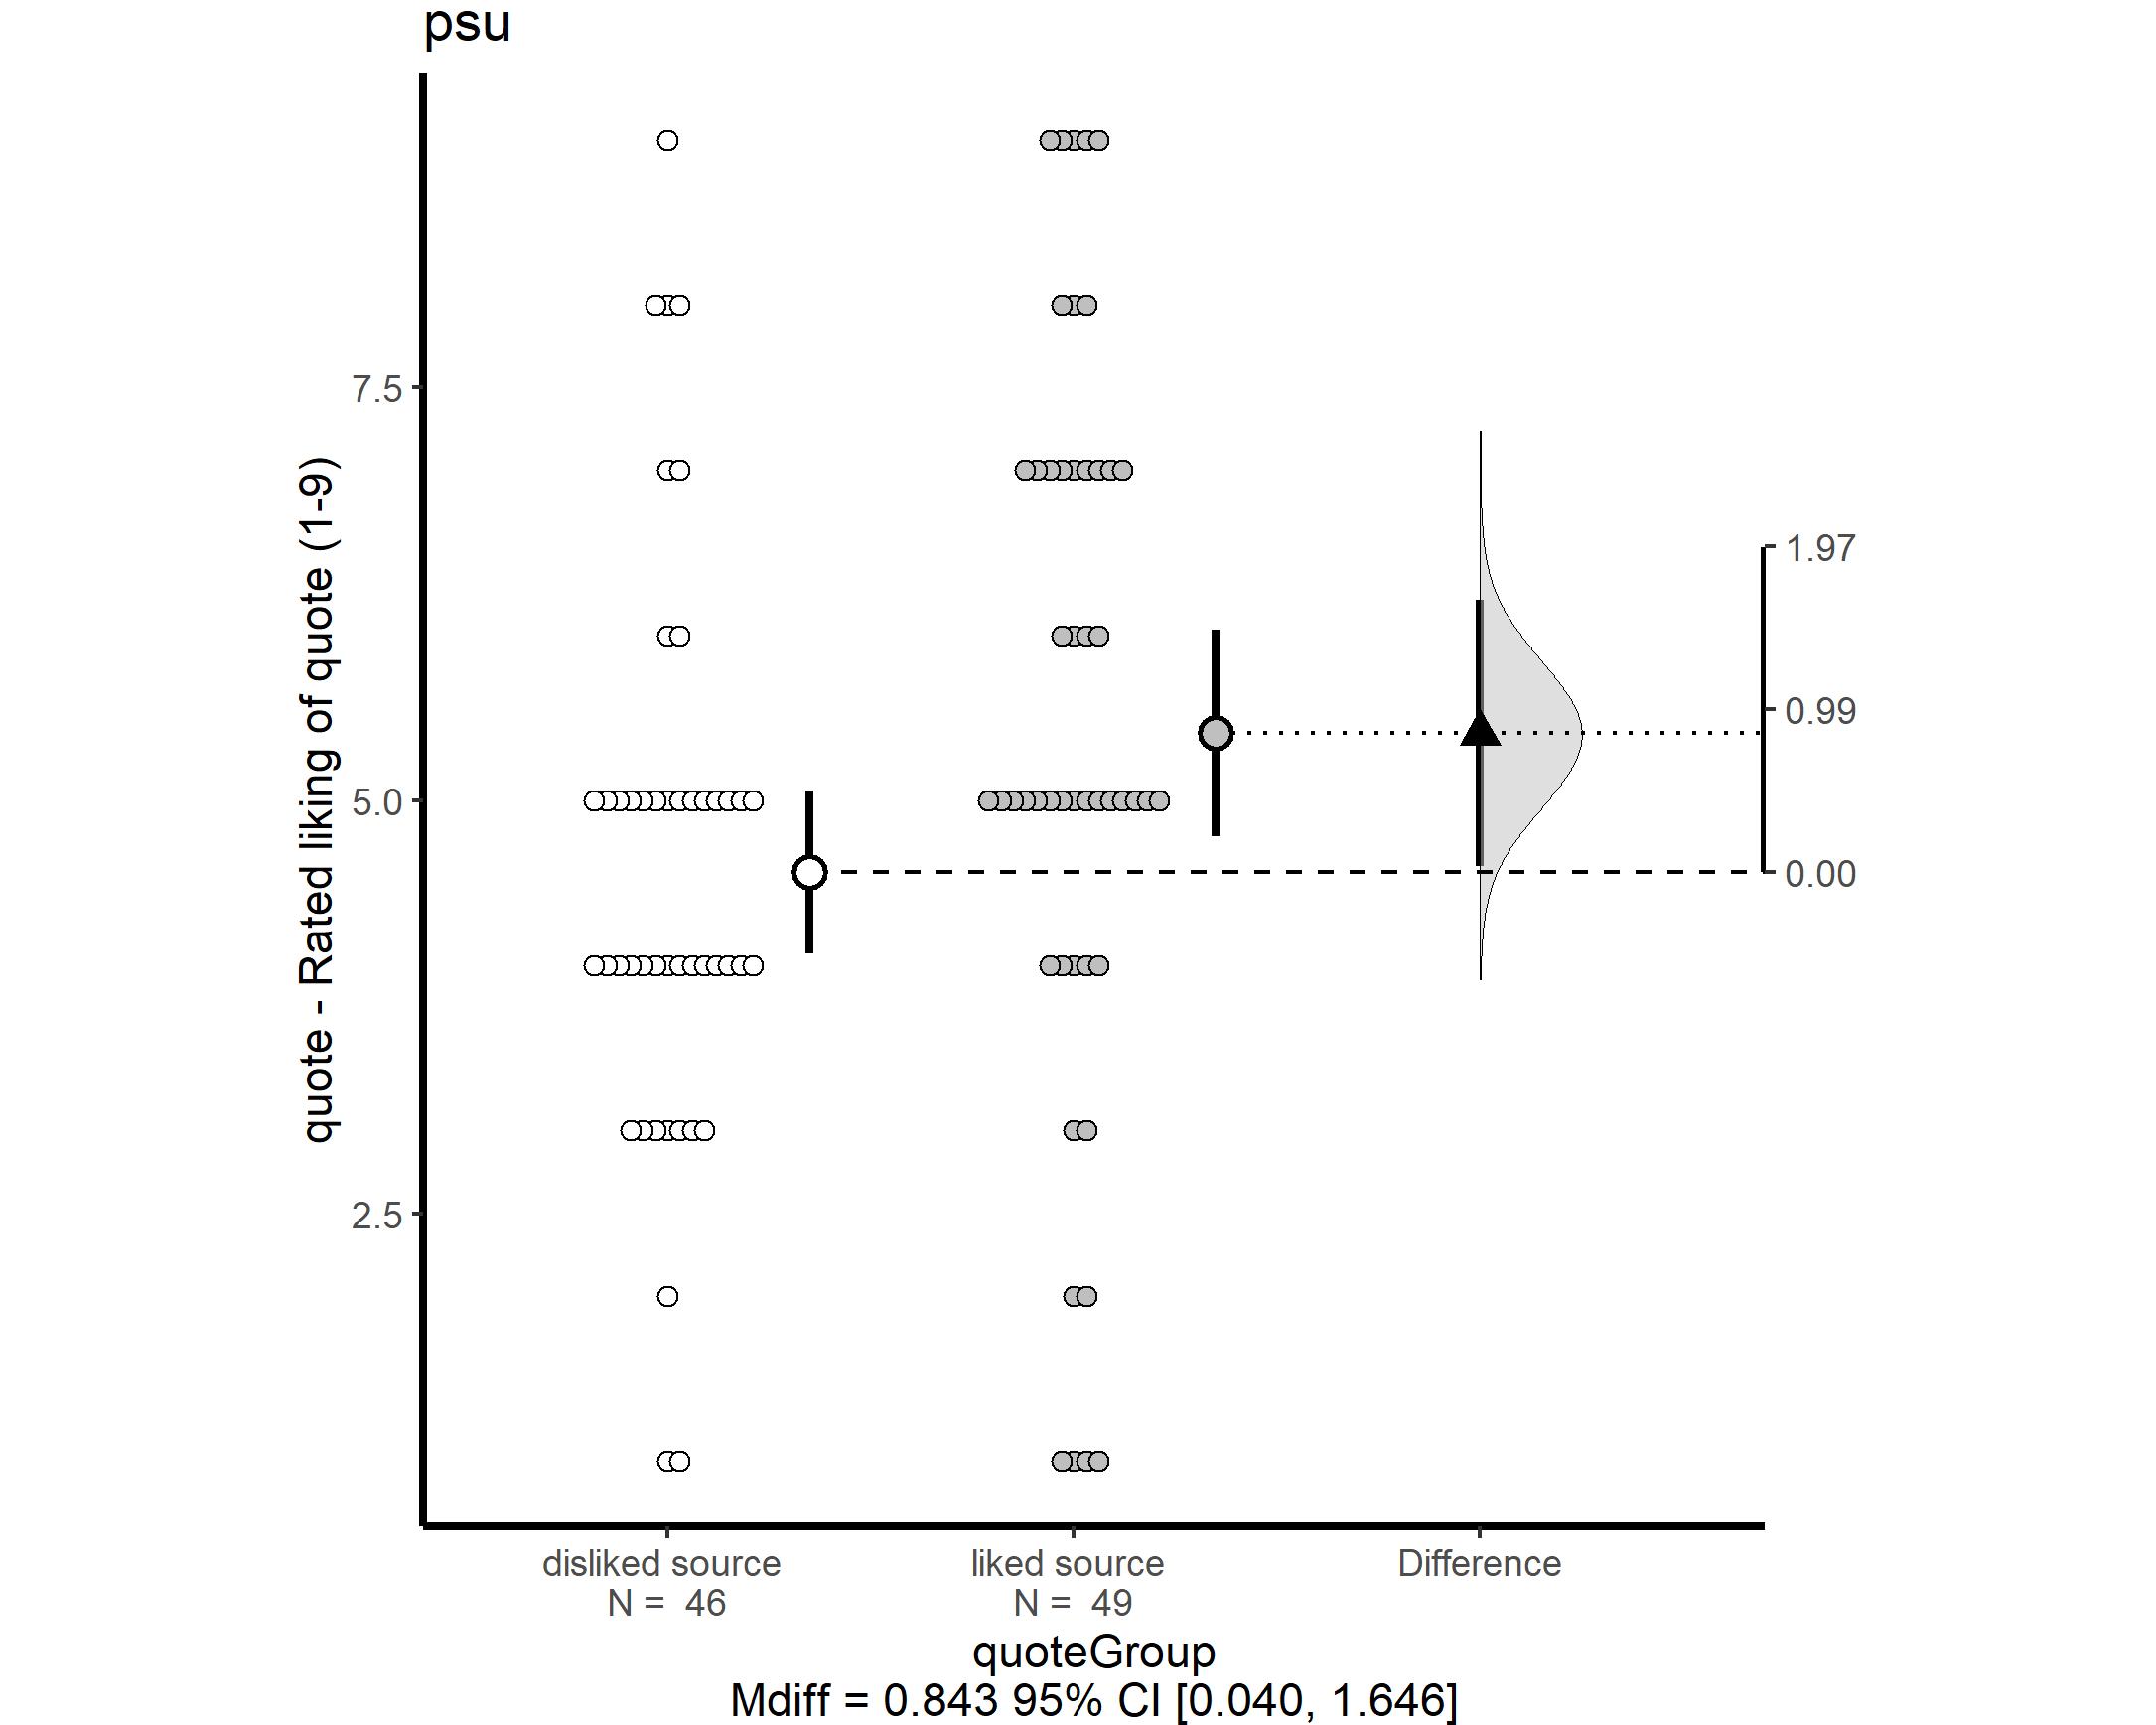 psu
quote - Rated liking of quote (1-9)
7.5
5.0
2.5
1.97
0.99
0.00
disliked source
N =  46
liked source
N =  49
Difference
quoteGroup
Mdiff = 0.843 95% CI [0.040, 1.646]